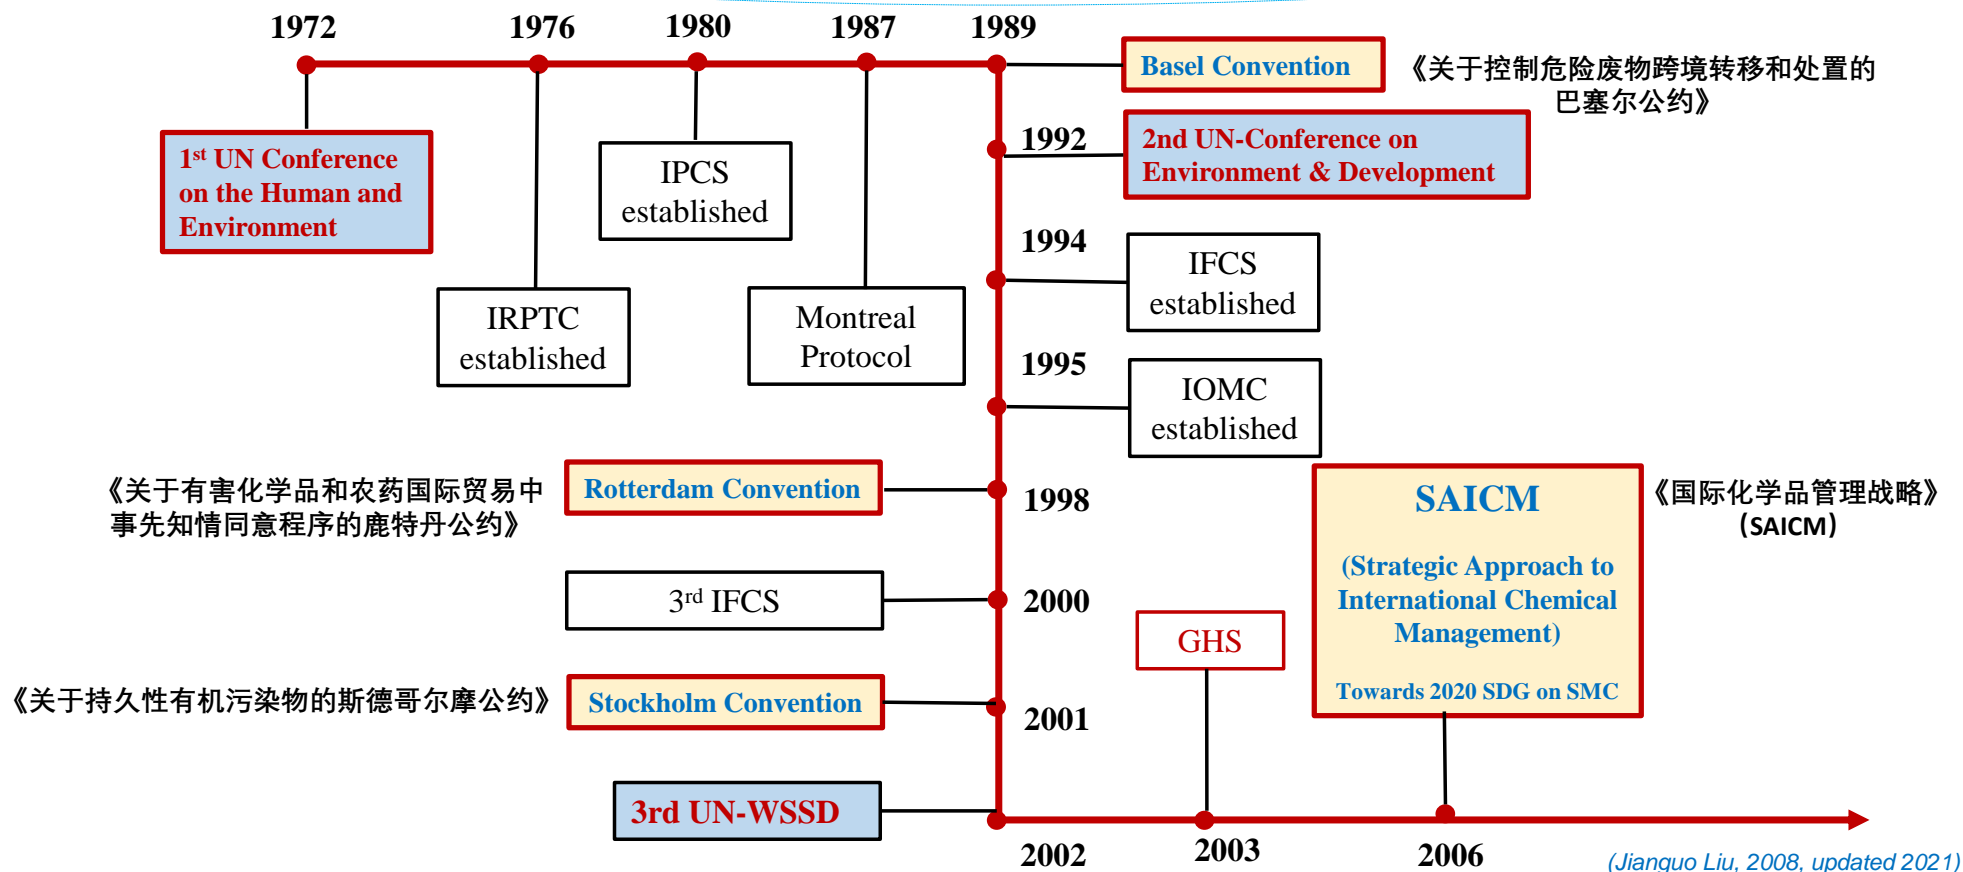 1972
1976
1980
1987
1989
Basel Convention
《关于控制危险废物跨境转移和处置的
巴塞尔公约》
1st UN Conference
on the Human and
Environment
IPCS
established
1992
2nd UN-Conference on
Environment & Development
IRPTC
established
Montreal
Protocol
1994
IFCS
established
1995
IOMC
established
《关于有害化学品和农药国际贸易中
事先知情同意程序的鹿特丹公约》
Rotterdam Convention
1998
SAICM
(Strategic Approach to
International Chemical
Management)
Towards 2020 SDG on SMC
《国际化学品管理战略》
(SAICM)
3rd IFCS
2000
GHS
《关于持久性有机污染物的斯德哥尔摩公约》
Stockholm Convention
2001
3rd UN-WSSD
2002
2003
2006
(Jianguo Liu, 2008, updated 2021)